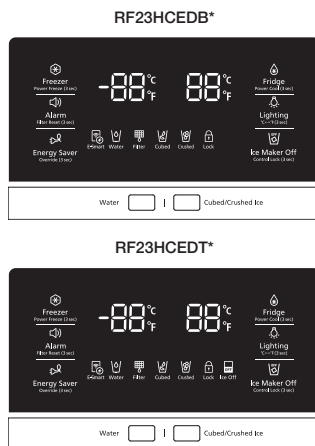 RF23HCEDB*
Freezer
Power Freeze (3 sec)
-88 °C °F
88 °C °F
Fridge
Power Cool (3 sec)
Alarm
Filter Reset (3 sec)
Lighting
°C↔°F (3 sec)
Energy Saver
Override (3 sec)
E-Smart Water Filter Cubed Crushed Lock
Ice Maker Off
Control Lock (3 sec)
Water | Cubed/Crushed Ice
RF23HCEDT*
Freezer
Power Freeze (3 sec)
-88 °C °F
88 °C °F
Fridge
Power Cool (3 sec)
Alarm
Filter Reset (3 sec)
Lighting
°C↔°F (3 sec)
Energy Saver
Override (3 sec)
E-Smart Water Filter Cubed Crushed Lock Ice Off
Ice Maker Off
Control Lock (3 sec)
Water | Cubed/Crushed Ice